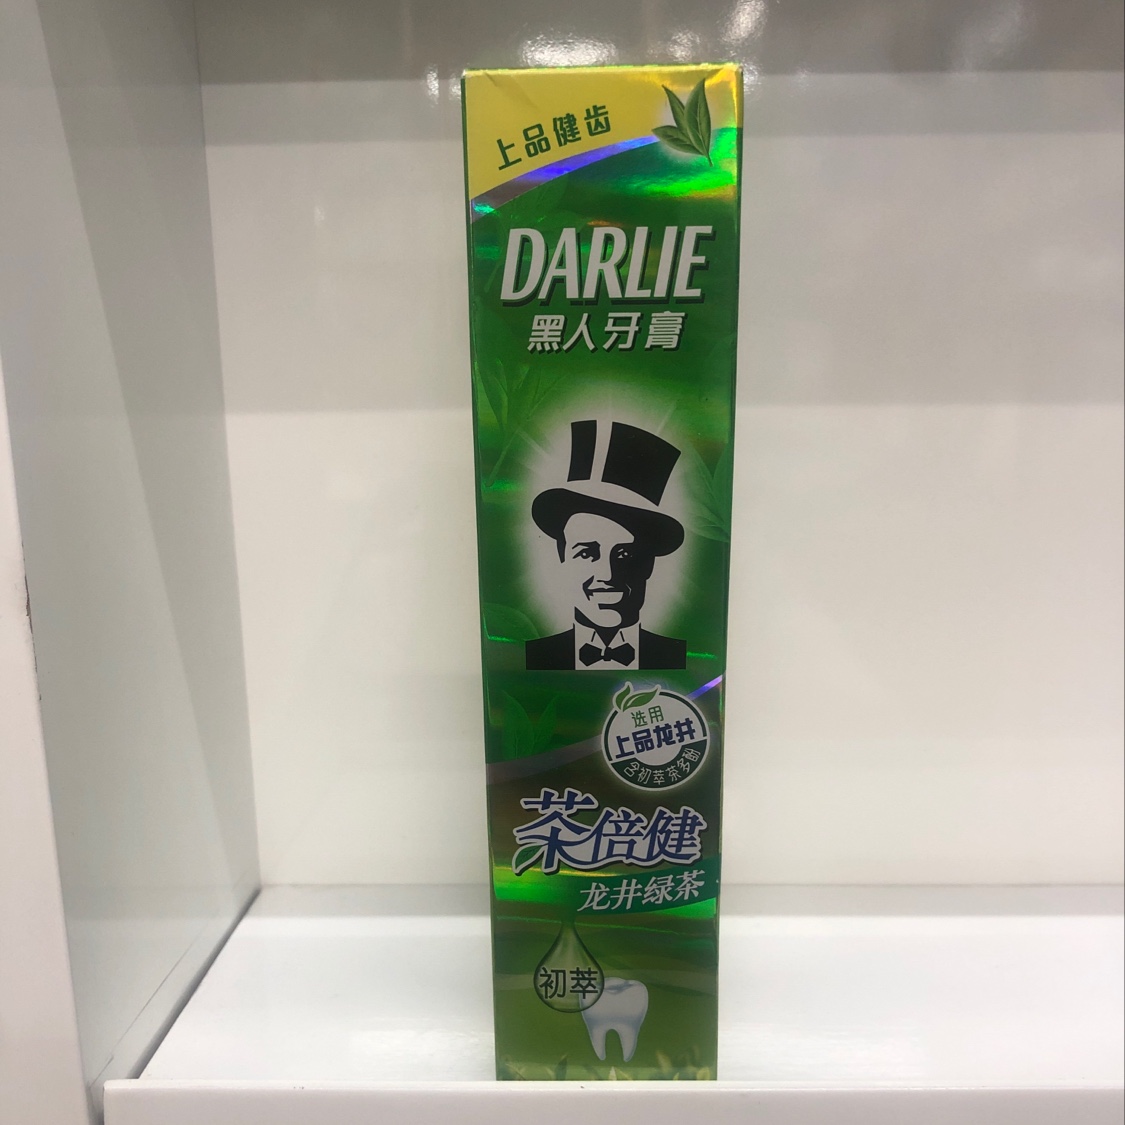 上品健齿
DARLIE
黑人牙膏
选用
上品龙井
含初萃茶多酚
茶倍健
龙井绿茶
初萃